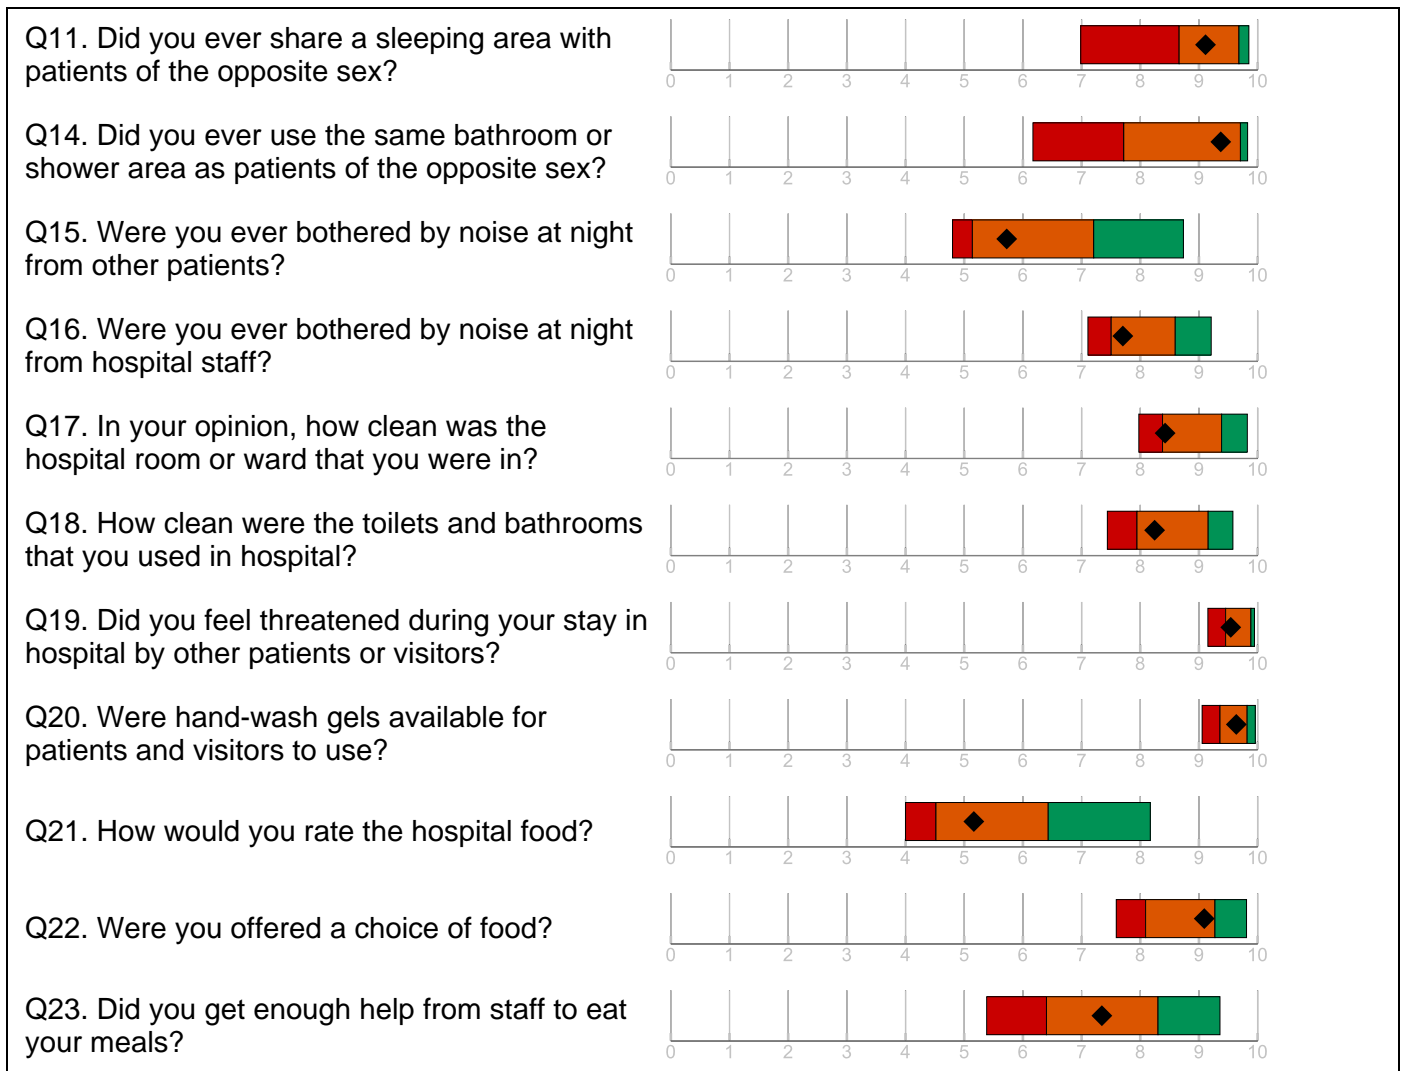 Q11. Did you ever share a sleeping area with
patients of the opposite sex?
0 1 2 3 4 5 6 7 8 9 10
Q14. Did you ever use the same bathroom or
shower area as patients of the opposite sex?
0 1 2 3 4 5 6 7 8 9 10
Q15. Were you ever bothered by noise at night
from other patients?
0 1 2 3 4 5 6 7 8 9 10
Q16. Were you ever bothered by noise at night
from hospital staff?
0 1 2 3 4 5 6 7 8 9 10
Q17. In your opinion, how clean was the
hospital room or ward that you were in?
0 1 2 3 4 5 6 7 8 9 10
Q18. How clean were the toilets and bathrooms
that you used in hospital?
0 1 2 3 4 5 6 7 8 9 10
Q19. Did you feel threatened during your stay in
hospital by other patients or visitors?
0 1 2 3 4 5 6 7 8 9 10
Q20. Were hand-wash gels available for
patients and visitors to use?
0 1 2 3 4 5 6 7 8 9 10
Q21. How would you rate the hospital food?
0 1 2 3 4 5 6 7 8 9 10
Q22. Were you offered a choice of food?
0 1 2 3 4 5 6 7 8 9 10
Q23. Did you get enough help from staff to eat
your meals?
0 1 2 3 4 5 6 7 8 9 10